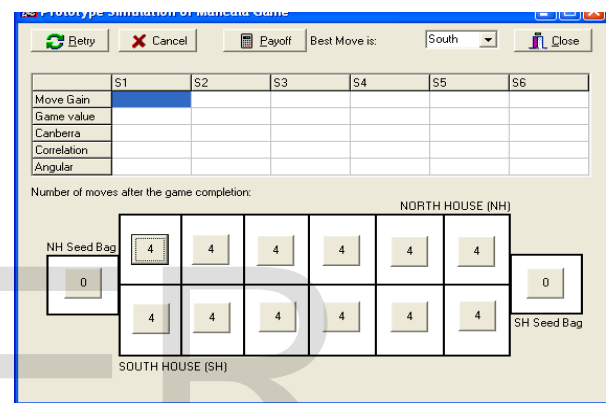 Prototype Simulation of Mancala Game
Retry Cancel Payoff Best Move is: South Close
S1 S2 S3 S4 S5 S6
Move Gain
Game value
Canberra
Correlation
Angular
Number of moves after the game completion:
NORTH HOUSE (NH)
NH Seed Bag
4 4 4 4 4 4
0 0
4 4 4 4 4 4
SH Seed Bag
SOUTH HOUSE (SH)